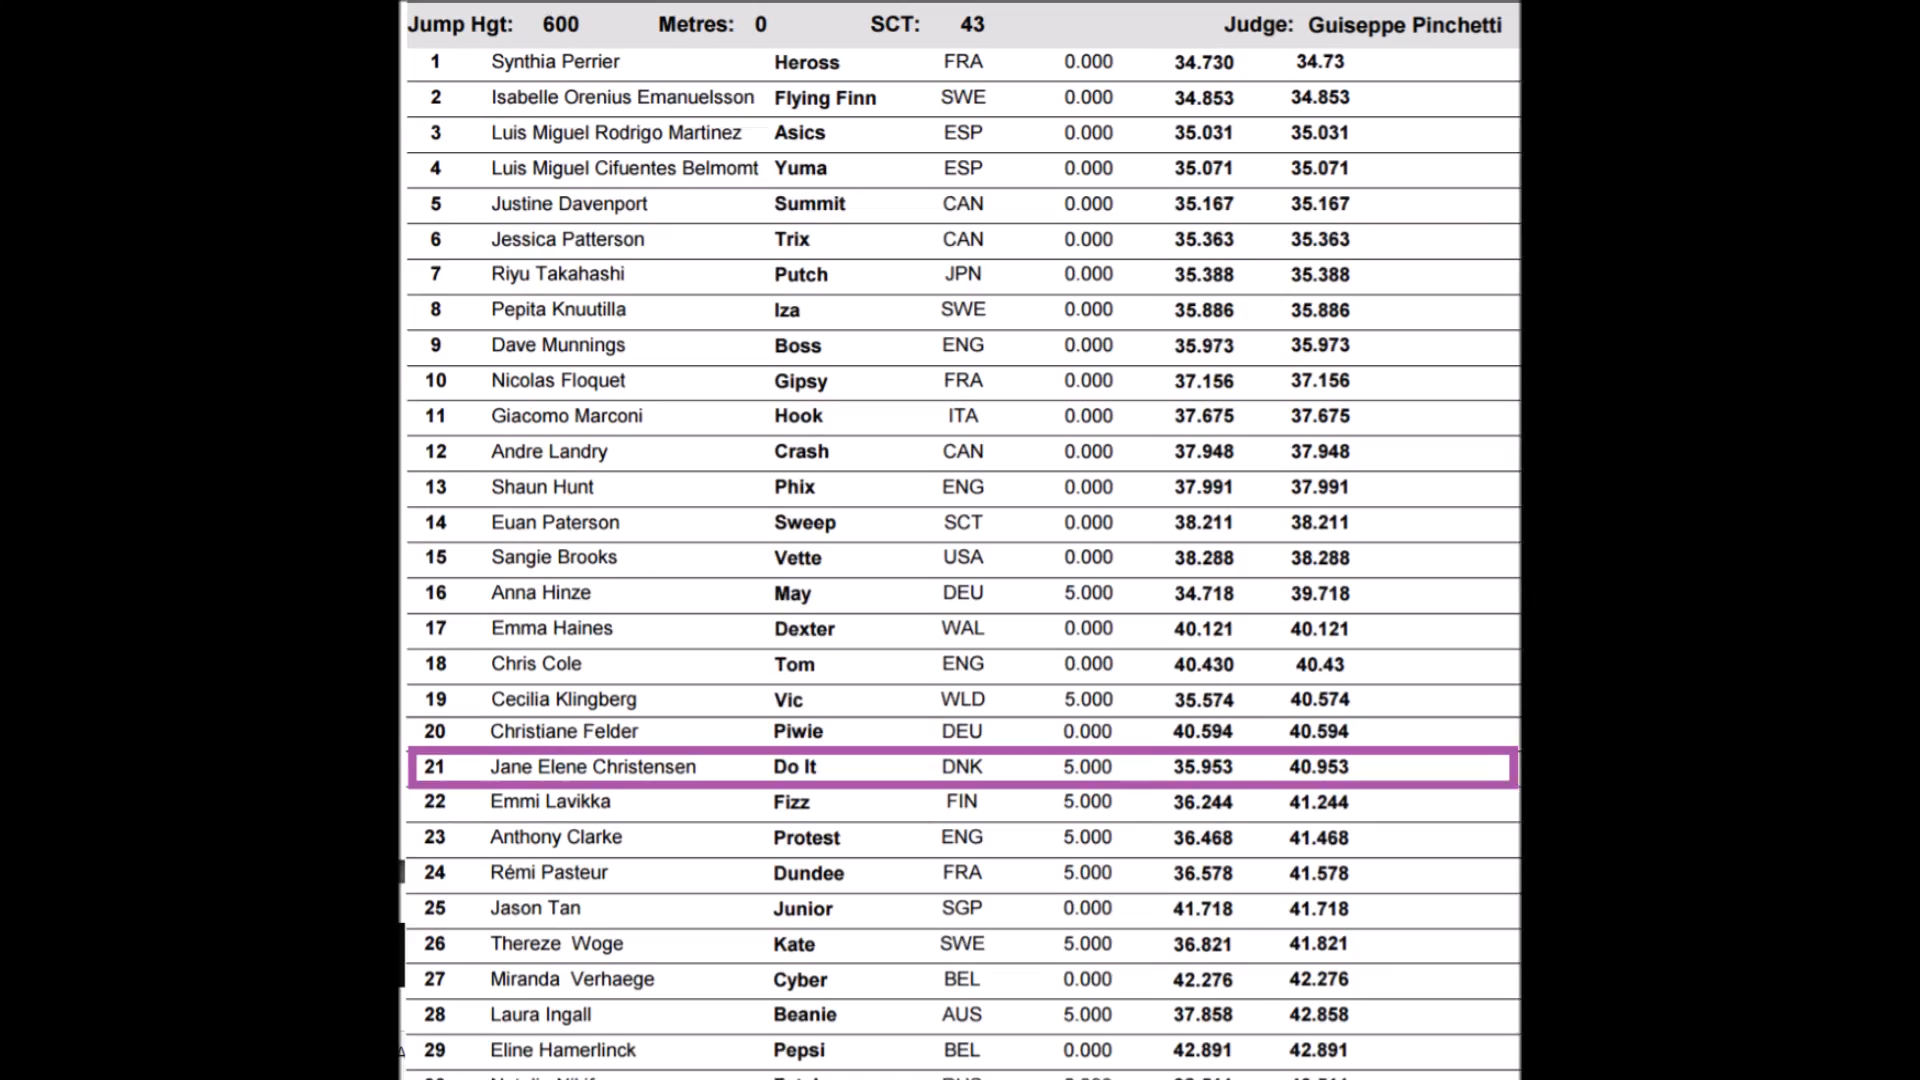 Jump Hgt: 600 Metres: 0 SCT: 43 Judge: Guiseppe Pinchetti
1 Synthia Perrier Heross FRA 0.000 34.730 34.73
2 Isabelle Orenius Emanuelsson Flying Finn SWE 0.000 34.853 34.853
3 Luis Miguel Rodrigo Martinez Asics ESP 0.000 35.031 35.031
4 Luis Miguel Cifuentes Belmomt Yuma ESP 0.000 35.071 35.071
5 Justine Davenport Summit CAN 0.000 35.167 35.167
6 Jessica Patterson Trix CAN 0.000 35.363 35.363
7 Riyu Takahashi Putch JPN 0.000 35.388 35.388
8 Pepita Knuutilla Iza SWE 0.000 35.886 35.886
9 Dave Munnings Boss ENG 0.000 35.973 35.973
10 Nicolas Floquet Gipsy FRA 0.000 37.156 37.156
11 Giacomo Marconi Hook ITA 0.000 37.675 37.675
12 Andre Landry Crash CAN 0.000 37.948 37.948
13 Shaun Hunt Phix ENG 0.000 37.991 37.991
14 Euan Paterson Sweep SCT 0.000 38.211 38.211
15 Sangie Brooks Vette USA 0.000 38.288 38.288
16 Anna Hinze May DEU 5.000 34.718 39.718
17 Emma Haines Dexter WAL 0.000 40.121 40.121
18 Chris Cole Tom ENG 0.000 40.430 40.43
19 Cecilia Klingberg Vic WLD 5.000 35.574 40.574
20 Christiane Felder Piwie DEU 0.000 40.594 40.594
21 Jane Elene Christensen Do It DNK 5.000 35.953 40.953
22 Emmi Lavikka Fizz FIN 5.000 36.244 41.244
23 Anthony Clarke Protest ENG 5.000 36.468 41.468
24 Rémi Pasteur Dundee FRA 5.000 36.578 41.578
25 Jason Tan Junior SGP 0.000 41.718 41.718
26 Thereze Woge Kate SWE 5.000 36.821 41.821
27 Miranda Verhaege Cyber BEL 0.000 42.276 42.276
28 Laura Ingall Beanie AUS 5.000 37.858 42.858
29 Eline Hamerlinck Pepsi BEL 0.000 42.891 42.891